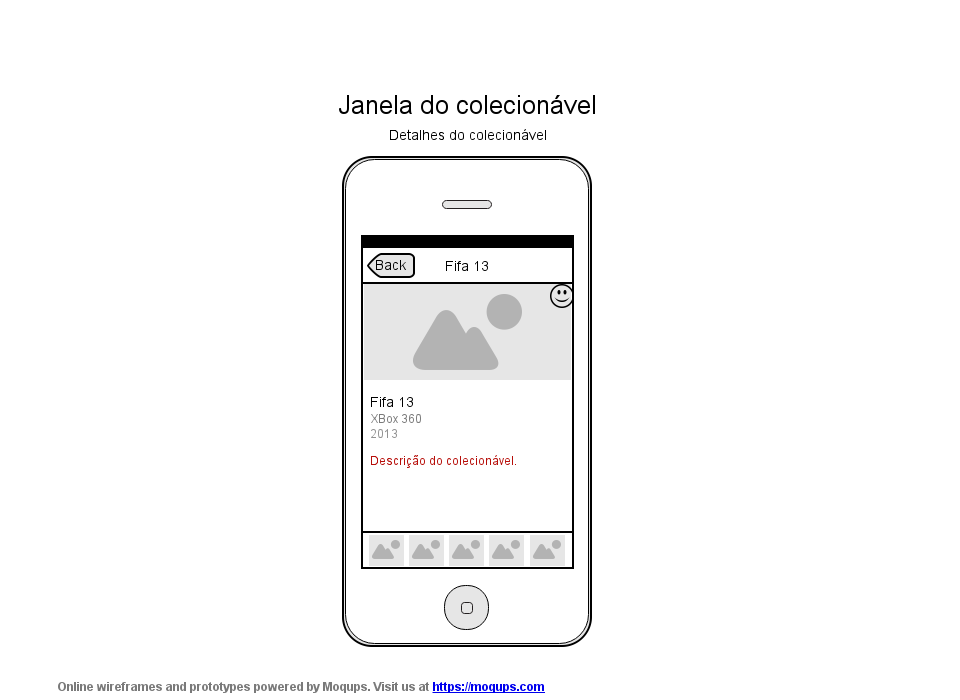 Janela do colecionável
Detalhes do colecionável
Back
Fifa 13
Fifa 13
XBox 360
2013
Descrição do colecionável.
Online wireframes and prototypes powered by Moqups. Visit us at https://moqups.com